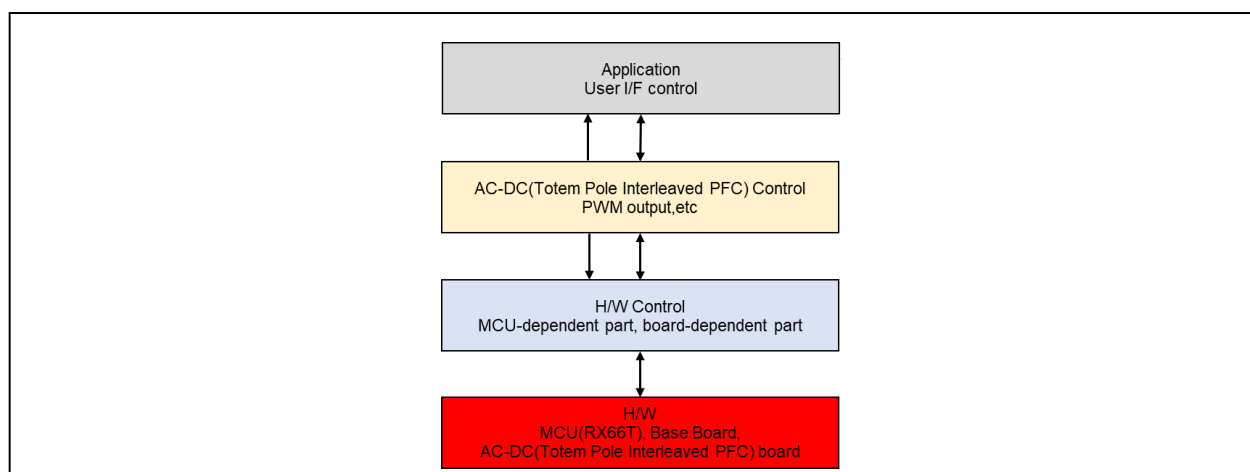 Application
User I/F control
AC-DC(Totem Pole Interleaved PFC) Control
PWM output,etc
H/W Control
MCU-dependent part, board-dependent part
H/W
MCU(RX66T), Base Board,
AC-DC(Totem Pole Interleaved PFC) board